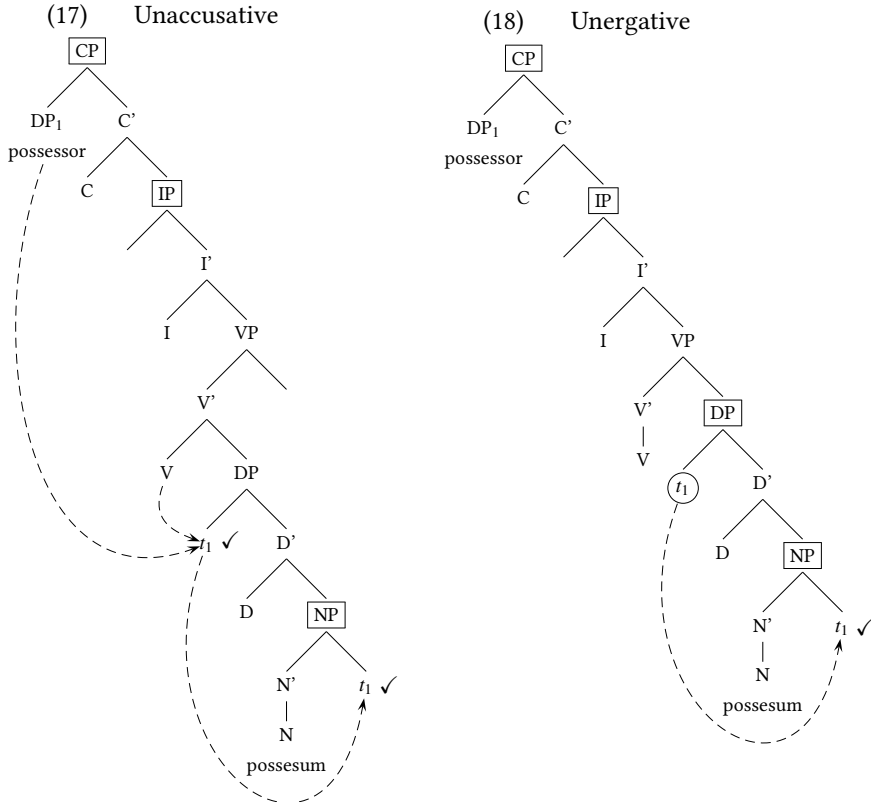 (17) Unaccusative
CP
DP1 C'
possessor
C IP
I'
I VP
V'
V DP
t1 ✓ D'
D NP
N' t1 ✓
N
possesum
(18) Unergative
CP
DP1 C'
possessor
C IP
I'
I VP
V' DP
V
t1 D'
D NP
N' t1 ✓
N
possesum